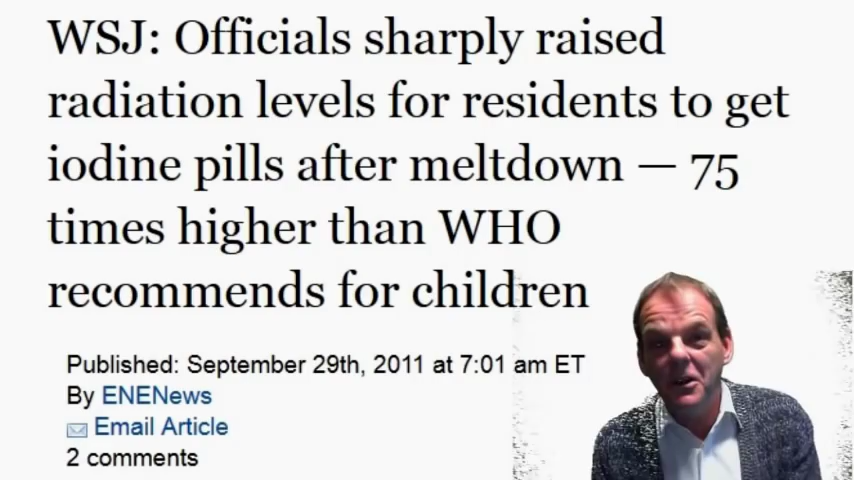 WSJ: Officials sharply raised
radiation levels for residents to get
iodine pills after meltdown — 75
times higher than WHO
recommends for children
Published: September 29th, 2011 at 7:01 am ET
By ENENews
Email Article
2 comments